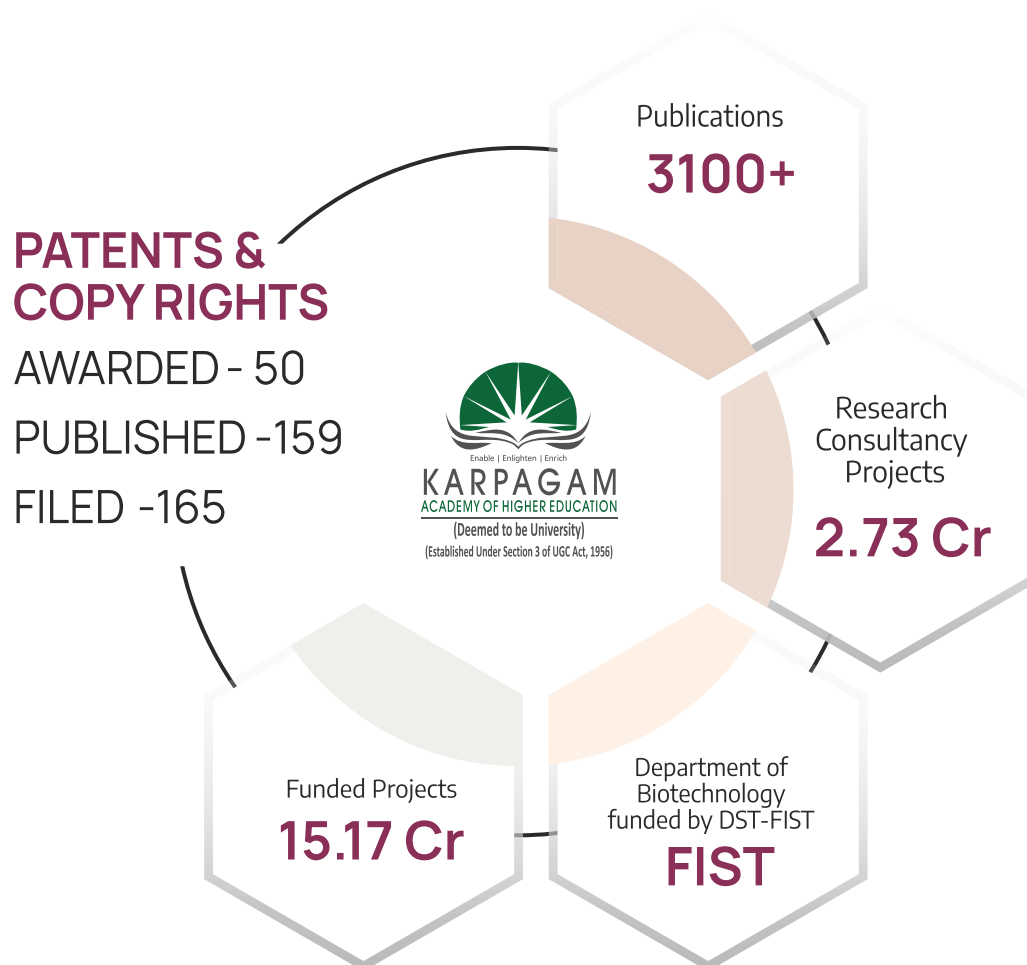 Publications
3100+
PATENTS &
COPY RIGHTS
AWARDED - 50
PUBLISHED -159
FILED -165
Enable | Enlighten | Enrich
KARPAGAM
ACADEMY OF HIGHER EDUCATION
(Deemed to be University)
(Established Under Section 3 of UGC Act, 1956)
Research
Consultancy
Projects
2.73 Cr
Funded Projects
15.17 Cr
Department of
Biotechnology
funded by DST-FIST
FIST